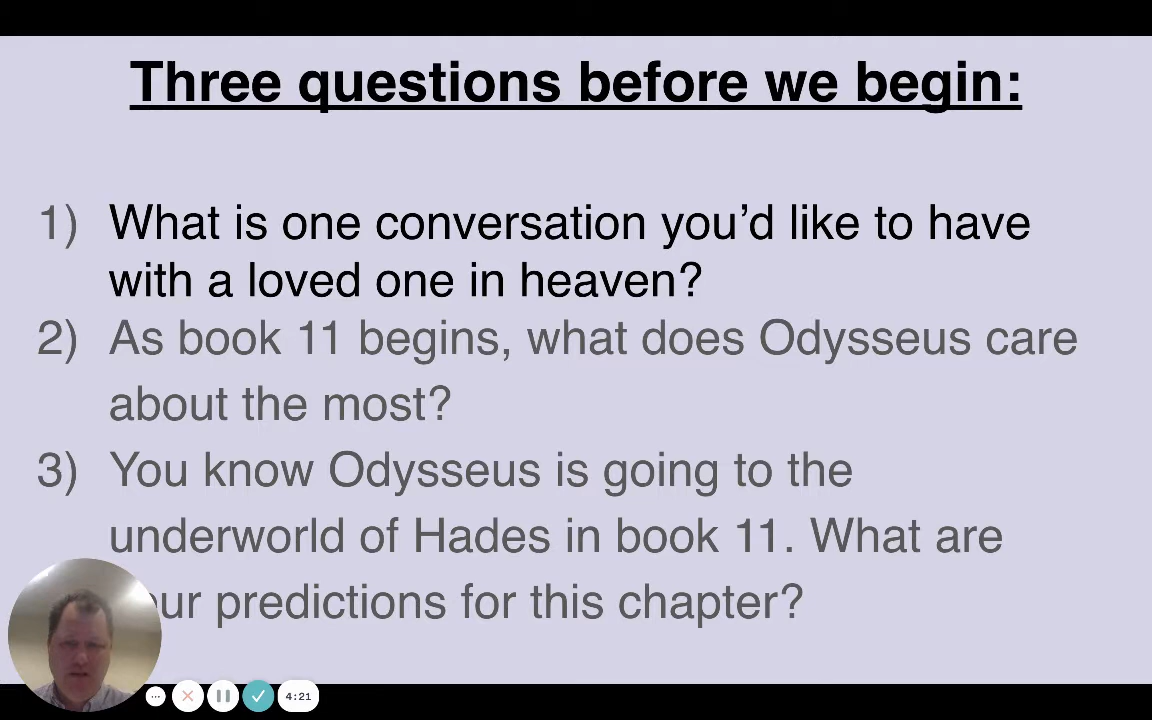 Three questions before we begin:
1) What is one conversation you’d like to have
with a loved one in heaven?
2) As book 11 begins, what does Odysseus care
about the most?
3) You know Odysseus is going to the
underworld of Hades in book 11. What are
predictions for this chapter?
4:21